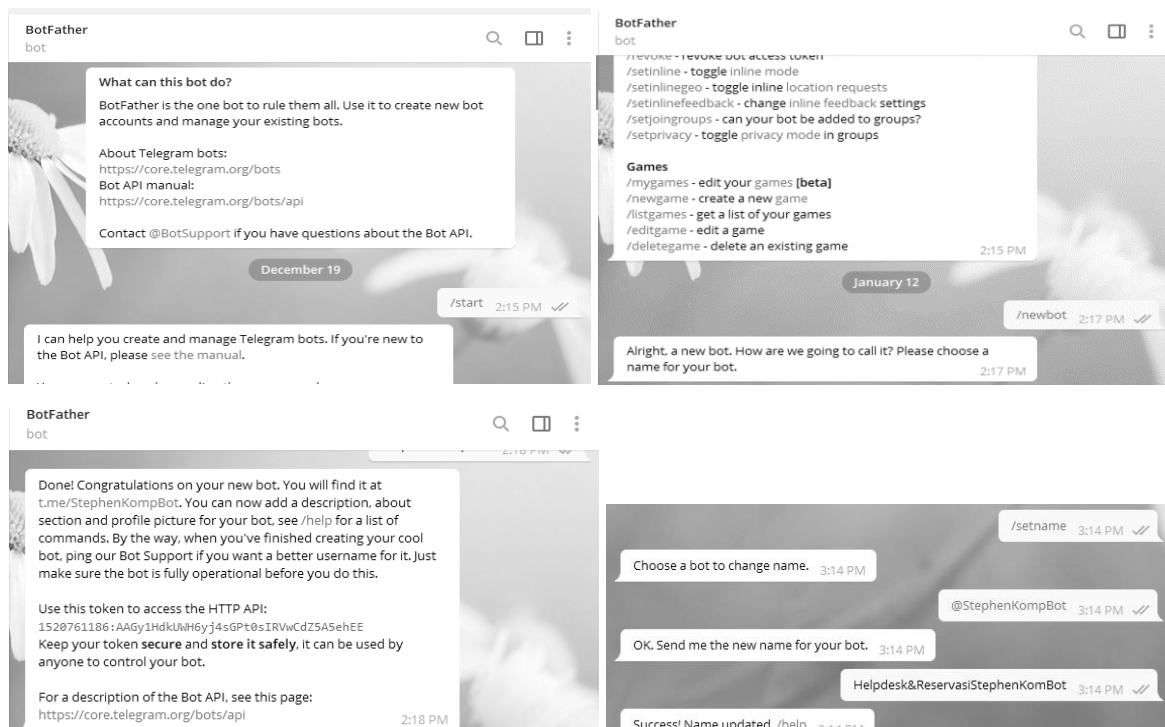 BotFather
bot
What can this bot do?
BotFather is the one bot to rule them all. Use it to create new bot
accounts and manage your existing bots.
About Telegram bots:
https://core.telegram.org/bots
Bot API manual:
https://core.telegram.org/bots/api
Contact @BotSupport if you have questions about the Bot API.
December 19
/start 2:15 PM
I can help you create and manage Telegram bots. If you're new to
the Bot API, please see the manual.
BotFather
bot
/revoke - revoke bot access token
/setinline - toggle inline mode
/setinlinegeo - toggle inline location requests
/setinlinefeedback - change inline feedback settings
/setjoingroups - can your bot be added to groups?
/setprivacy - toggle privacy mode in groups
Games
/mygames - edit your games [beta]
/newgame - create a new game
/listgames - get a list of your games
/editgame - edit a game
/deletegame - delete an existing game
2:15 PM
January 12
/newbot 2:17 PM
Alright, a new bot. How are we going to call it? Please choose a
name for your bot.
2:17 PM
BotFather
bot
2:18 PM
Done! Congratulations on your new bot. You will find it at
t.me/StephenKompBot. You can now add a description, about
section and profile picture for your bot, see /help for a list of
commands. By the way, when you've finished creating your cool
bot, ping our Bot Support if you want a better username for it. Just
make sure the bot is fully operational before you do this.
Use this token to access the HTTP API:
1520761186:AAGy1HdkUWH6yj4sGPt0sIRVwCdZ5A5ehEE
Keep your token secure and store it safely, it can be used by
anyone to control your bot.
For a description of the Bot API, see this page:
https://core.telegram.org/bots/api
2:18 PM
/setname 3:14 PM
Choose a bot to change name. 3:14 PM
@StephenKompBot 3:14 PM
OK. Send me the new name for your bot. 3:14 PM
Helpdesk&ReservasiStephenKomBot 3:14 PM
Success! Name updated. /help 3:14 PM